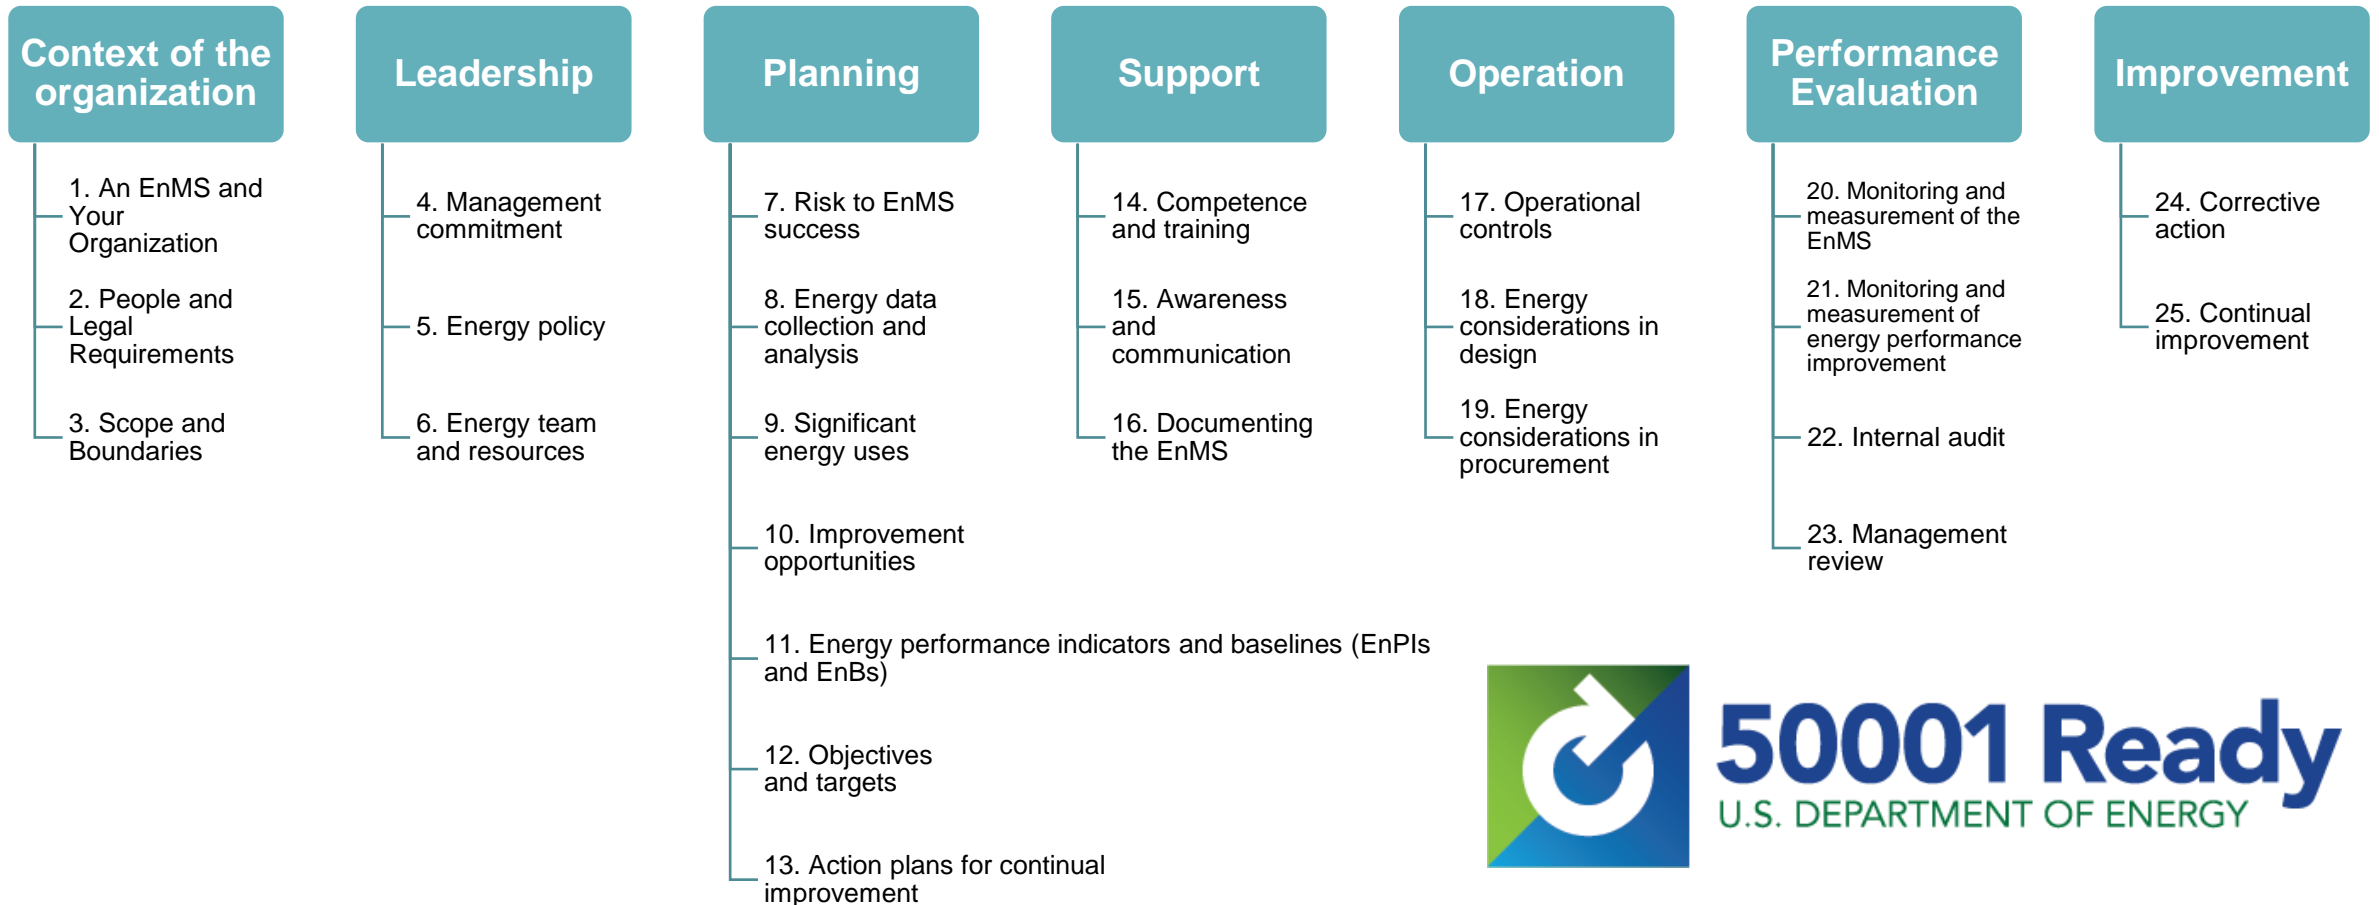 Context of the
organization
1. An EnMS and
Your
Organization
2. People and
Legal
Requirements
3. Scope and
Boundaries
Leadership
4. Management
commitment
5. Energy policy
6. Energy team
and resources
Planning
7. Risk to EnMS
success
8. Energy data
collection and
analysis
9. Significant
energy uses
10. Improvement
opportunities
11. Energy performance indicators and baselines (EnPIs
and EnBs)
12. Objectives
and targets
13. Action plans for continual
improvement
Support
14. Competence
and training
15. Awareness
and
communication
16. Documenting
the EnMS
Operation
17. Operational
controls
18. Energy
considerations in
design
19. Energy
considerations in
procurement
Performance
Evaluation
20. Monitoring and
measurement of the
EnMS
21. Monitoring and
measurement of
energy performance
improvement
22. Internal audit
23. Management
review
Improvement
24. Corrective
action
25. Continual
improvement
50001 Ready
U.S. DEPARTMENT OF ENERGY